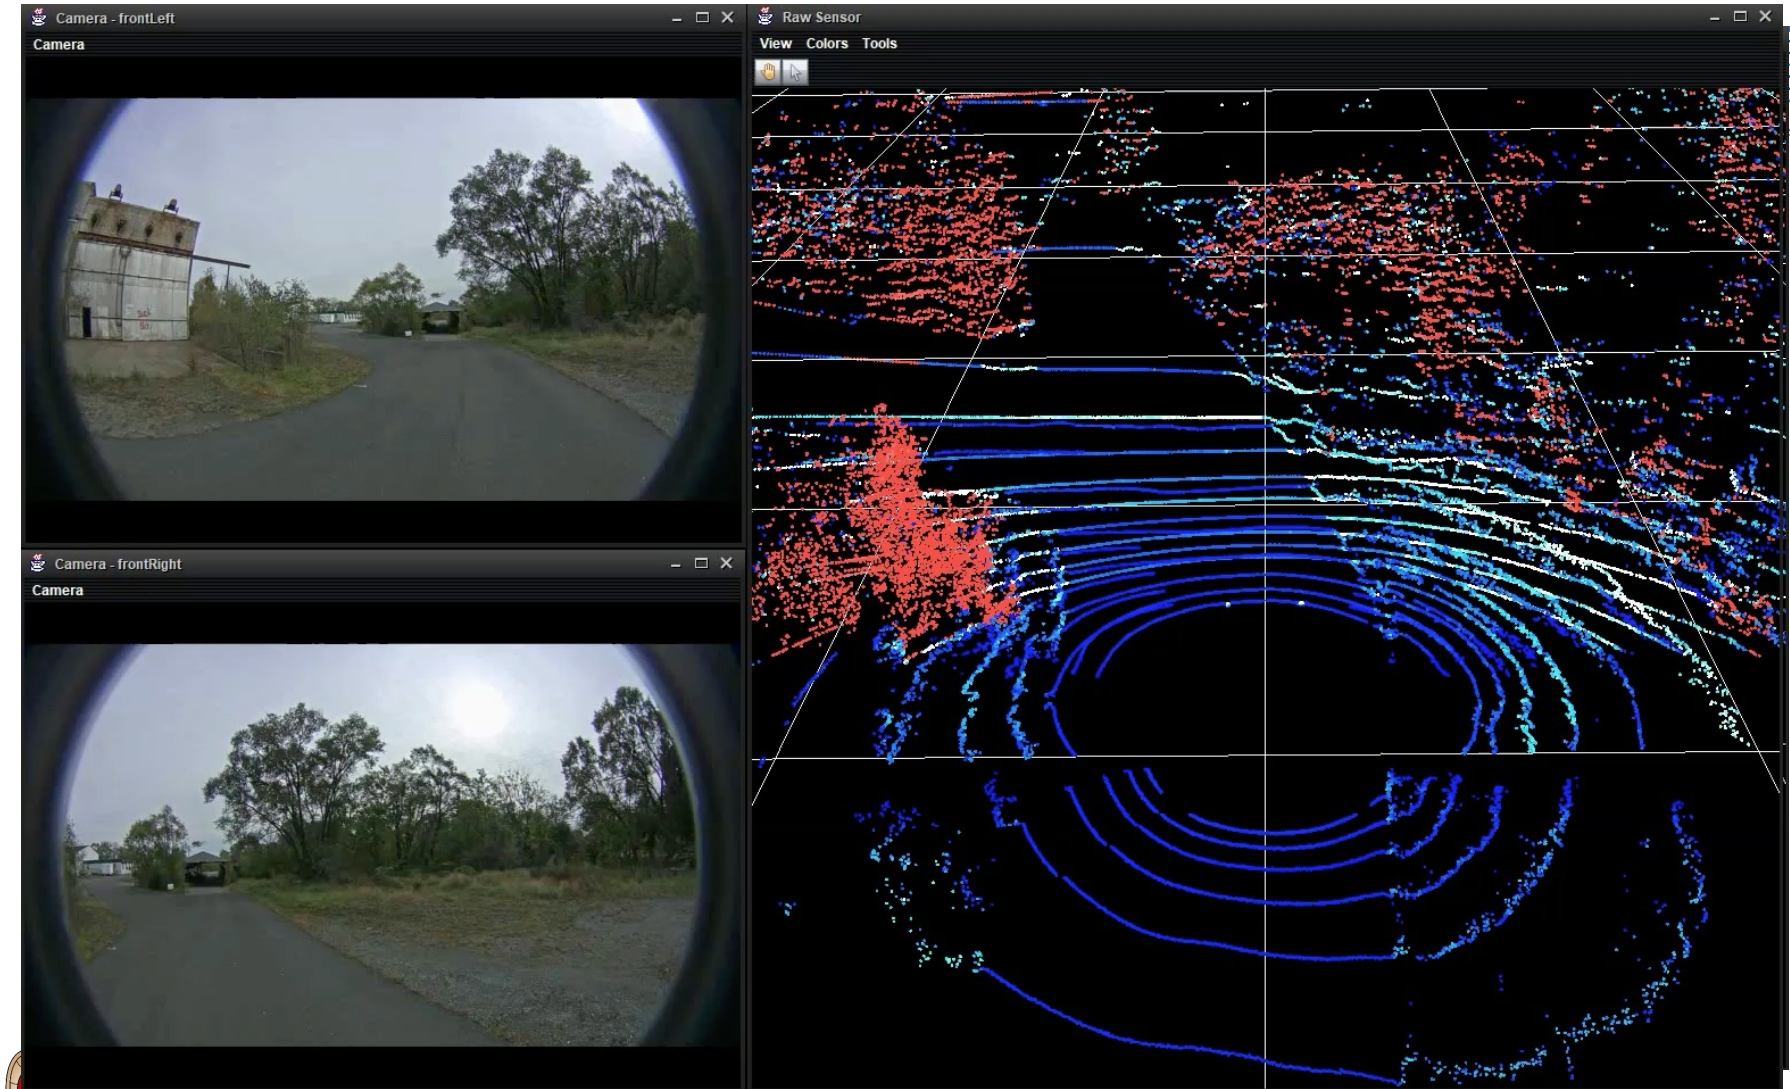 Camera - frontLeft
Camera
Camera - frontRight
Camera
Raw Sensor
View Colors Tools